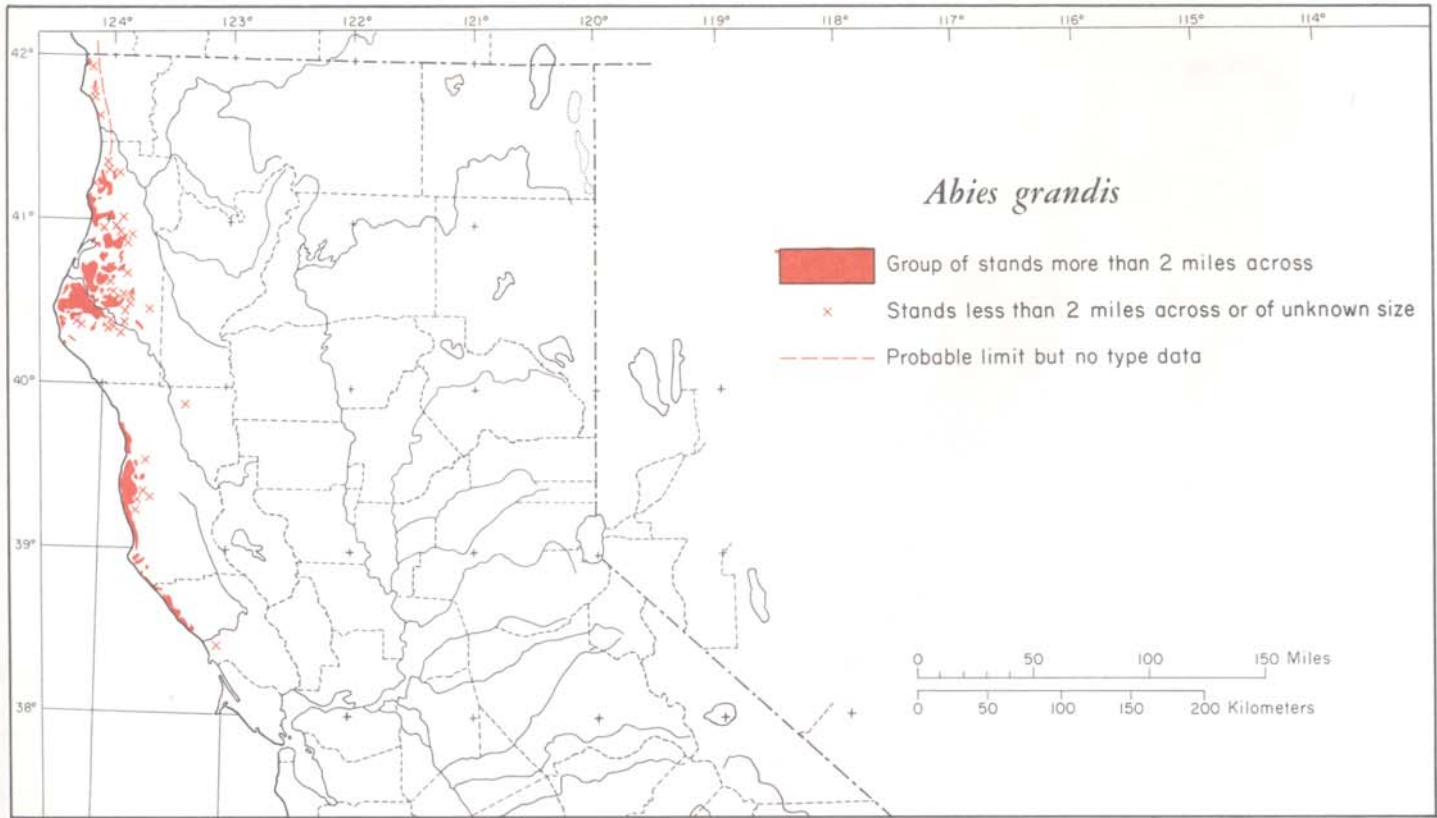 124° 123° 122° 121° 120° 119° 118° 117° 116° 115° 114°
42°
41°
40°
39°
38°
Abies grandis
Group of stands more than 2 miles across
× Stands less than 2 miles across or of unknown size
Probable limit but no type data
0 50 100 150 Miles
0 50 100 150 200 Kilometers